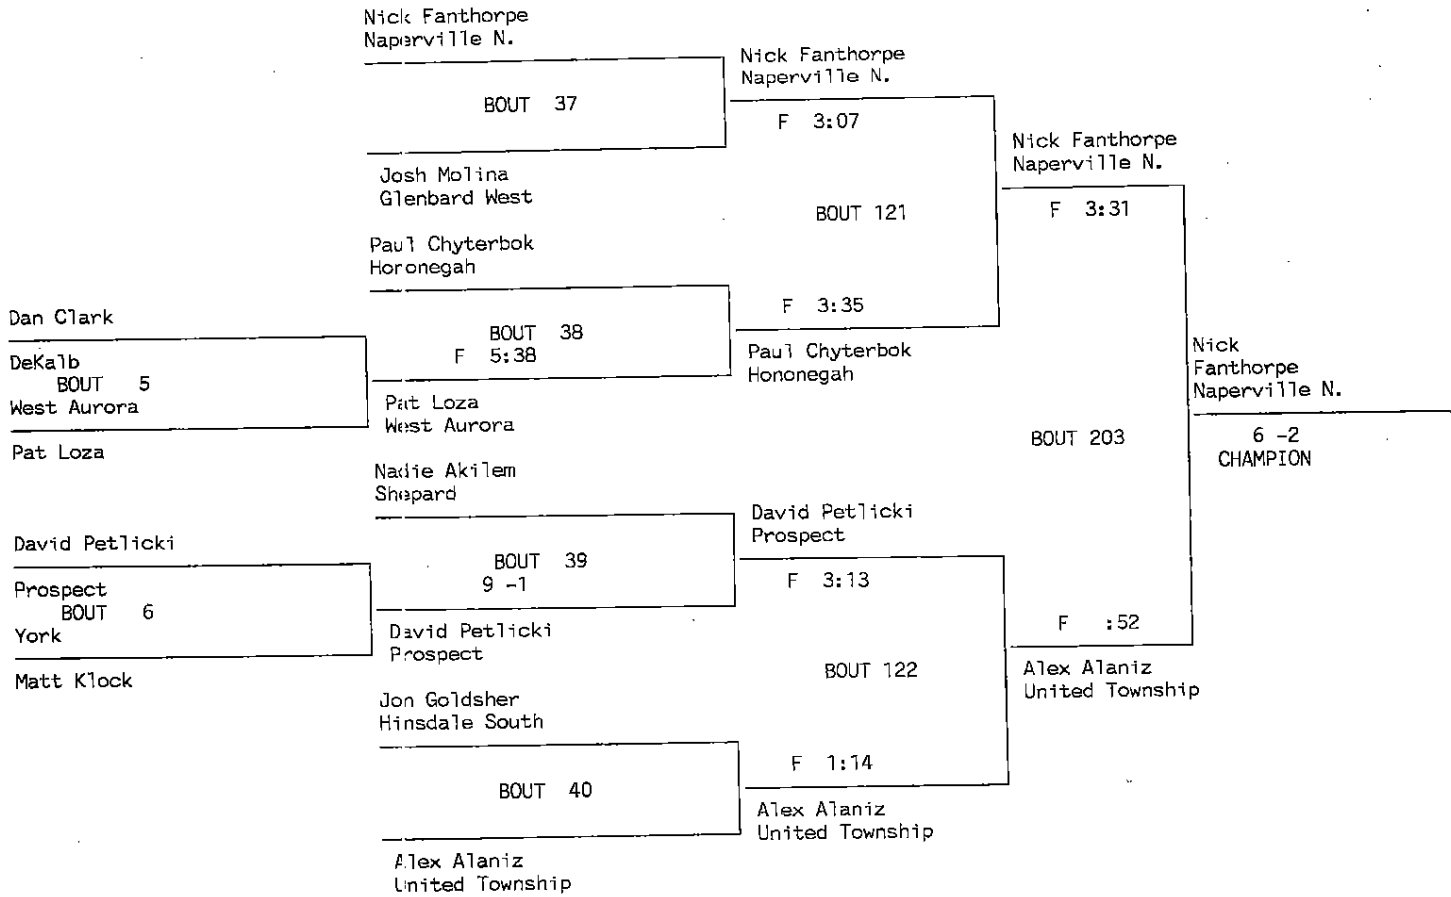 Nick Fanthorpe
Naperville N.
BOUT 37
Josh Molina
Glenbard West
Paul Chyterbok
Hononegah
BOUT 38
F 5:38
Pat Loza
West Aurora
Dan Clark
DeKalb
BOUT 5
West Aurora
Pat Loza
Nadie Akilem
Shepard
BOUT 39
9 -1
David Petlicki
Prospect
David Petlicki
Prospect
BOUT 6
York
Matt Klock
Jon Goldsher
Hinsdale South
BOUT 40
Alex Alaniz
United Township
Nick Fanthorpe
Naperville N.
F 3:07
BOUT 121
F 3:35
Paul Chyterbok
Hononegah
David Petlicki
Prospect
F 3:13
BOUT 122
F 1:14
Alex Alaniz
United Township
Nick Fanthorpe
Naperville N.
F 3:31
BOUT 203
F :52
Alex Alaniz
United Township
Nick
Fanthorpe
Naperville N.
6 -2
CHAMPION